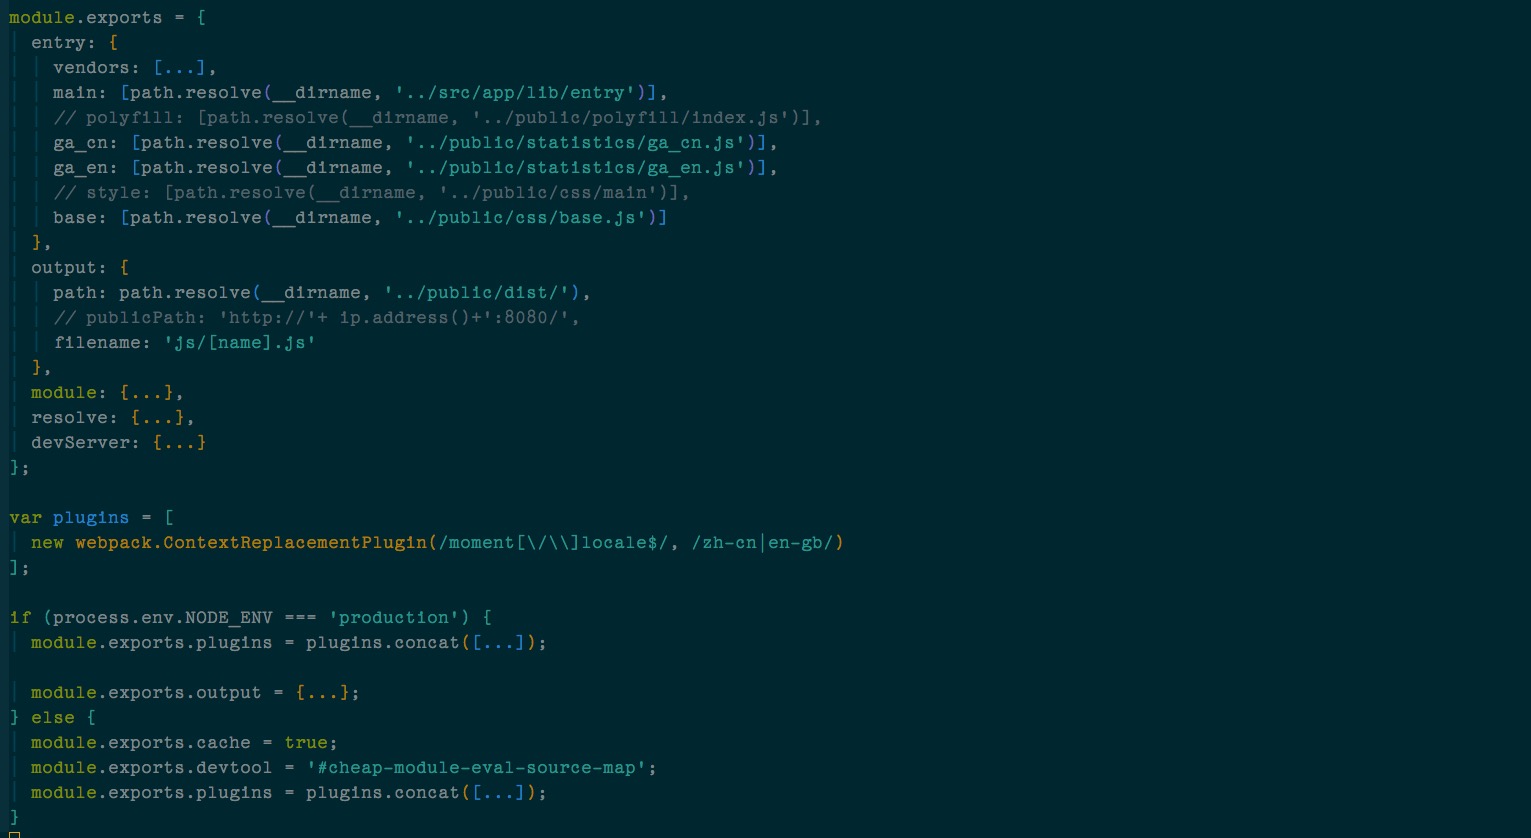 module.exports = {
entry: {
vendors: [...],
main: [path.resolve(__dirname, '../src/app/lib/entry')],
// polyfill: [path.resolve(__dirname, '../public/polyfill/index.js')],
ga_cn: [path.resolve(__dirname, '../public/statistics/ga_cn.js')],
ga_en: [path.resolve(__dirname, '../public/statistics/ga_en.js')],
// style: [path.resolve(__dirname, '../public/css/main')],
base: [path.resolve(__dirname, '../public/css/base.js')]
},
output: {
path: path.resolve(__dirname, '../public/dist/'),
// publicPath: 'http://'+ ip.address()+':8080/',
filename: 'js/[name].js'
},
module: {...},
resolve: {...},
devServer: {...}
};
var plugins = [
new webpack.ContextReplacementPlugin(/moment[\/\\]locale$/, /zh-cn|en-gb/)
];
if (process.env.NODE_ENV === 'production') {
module.exports.plugins = plugins.concat([...]);
module.exports.output = {...};
} else {
module.exports.cache = true;
module.exports.devtool = '#cheap-module-eval-source-map';
module.exports.plugins = plugins.concat([...]);
}